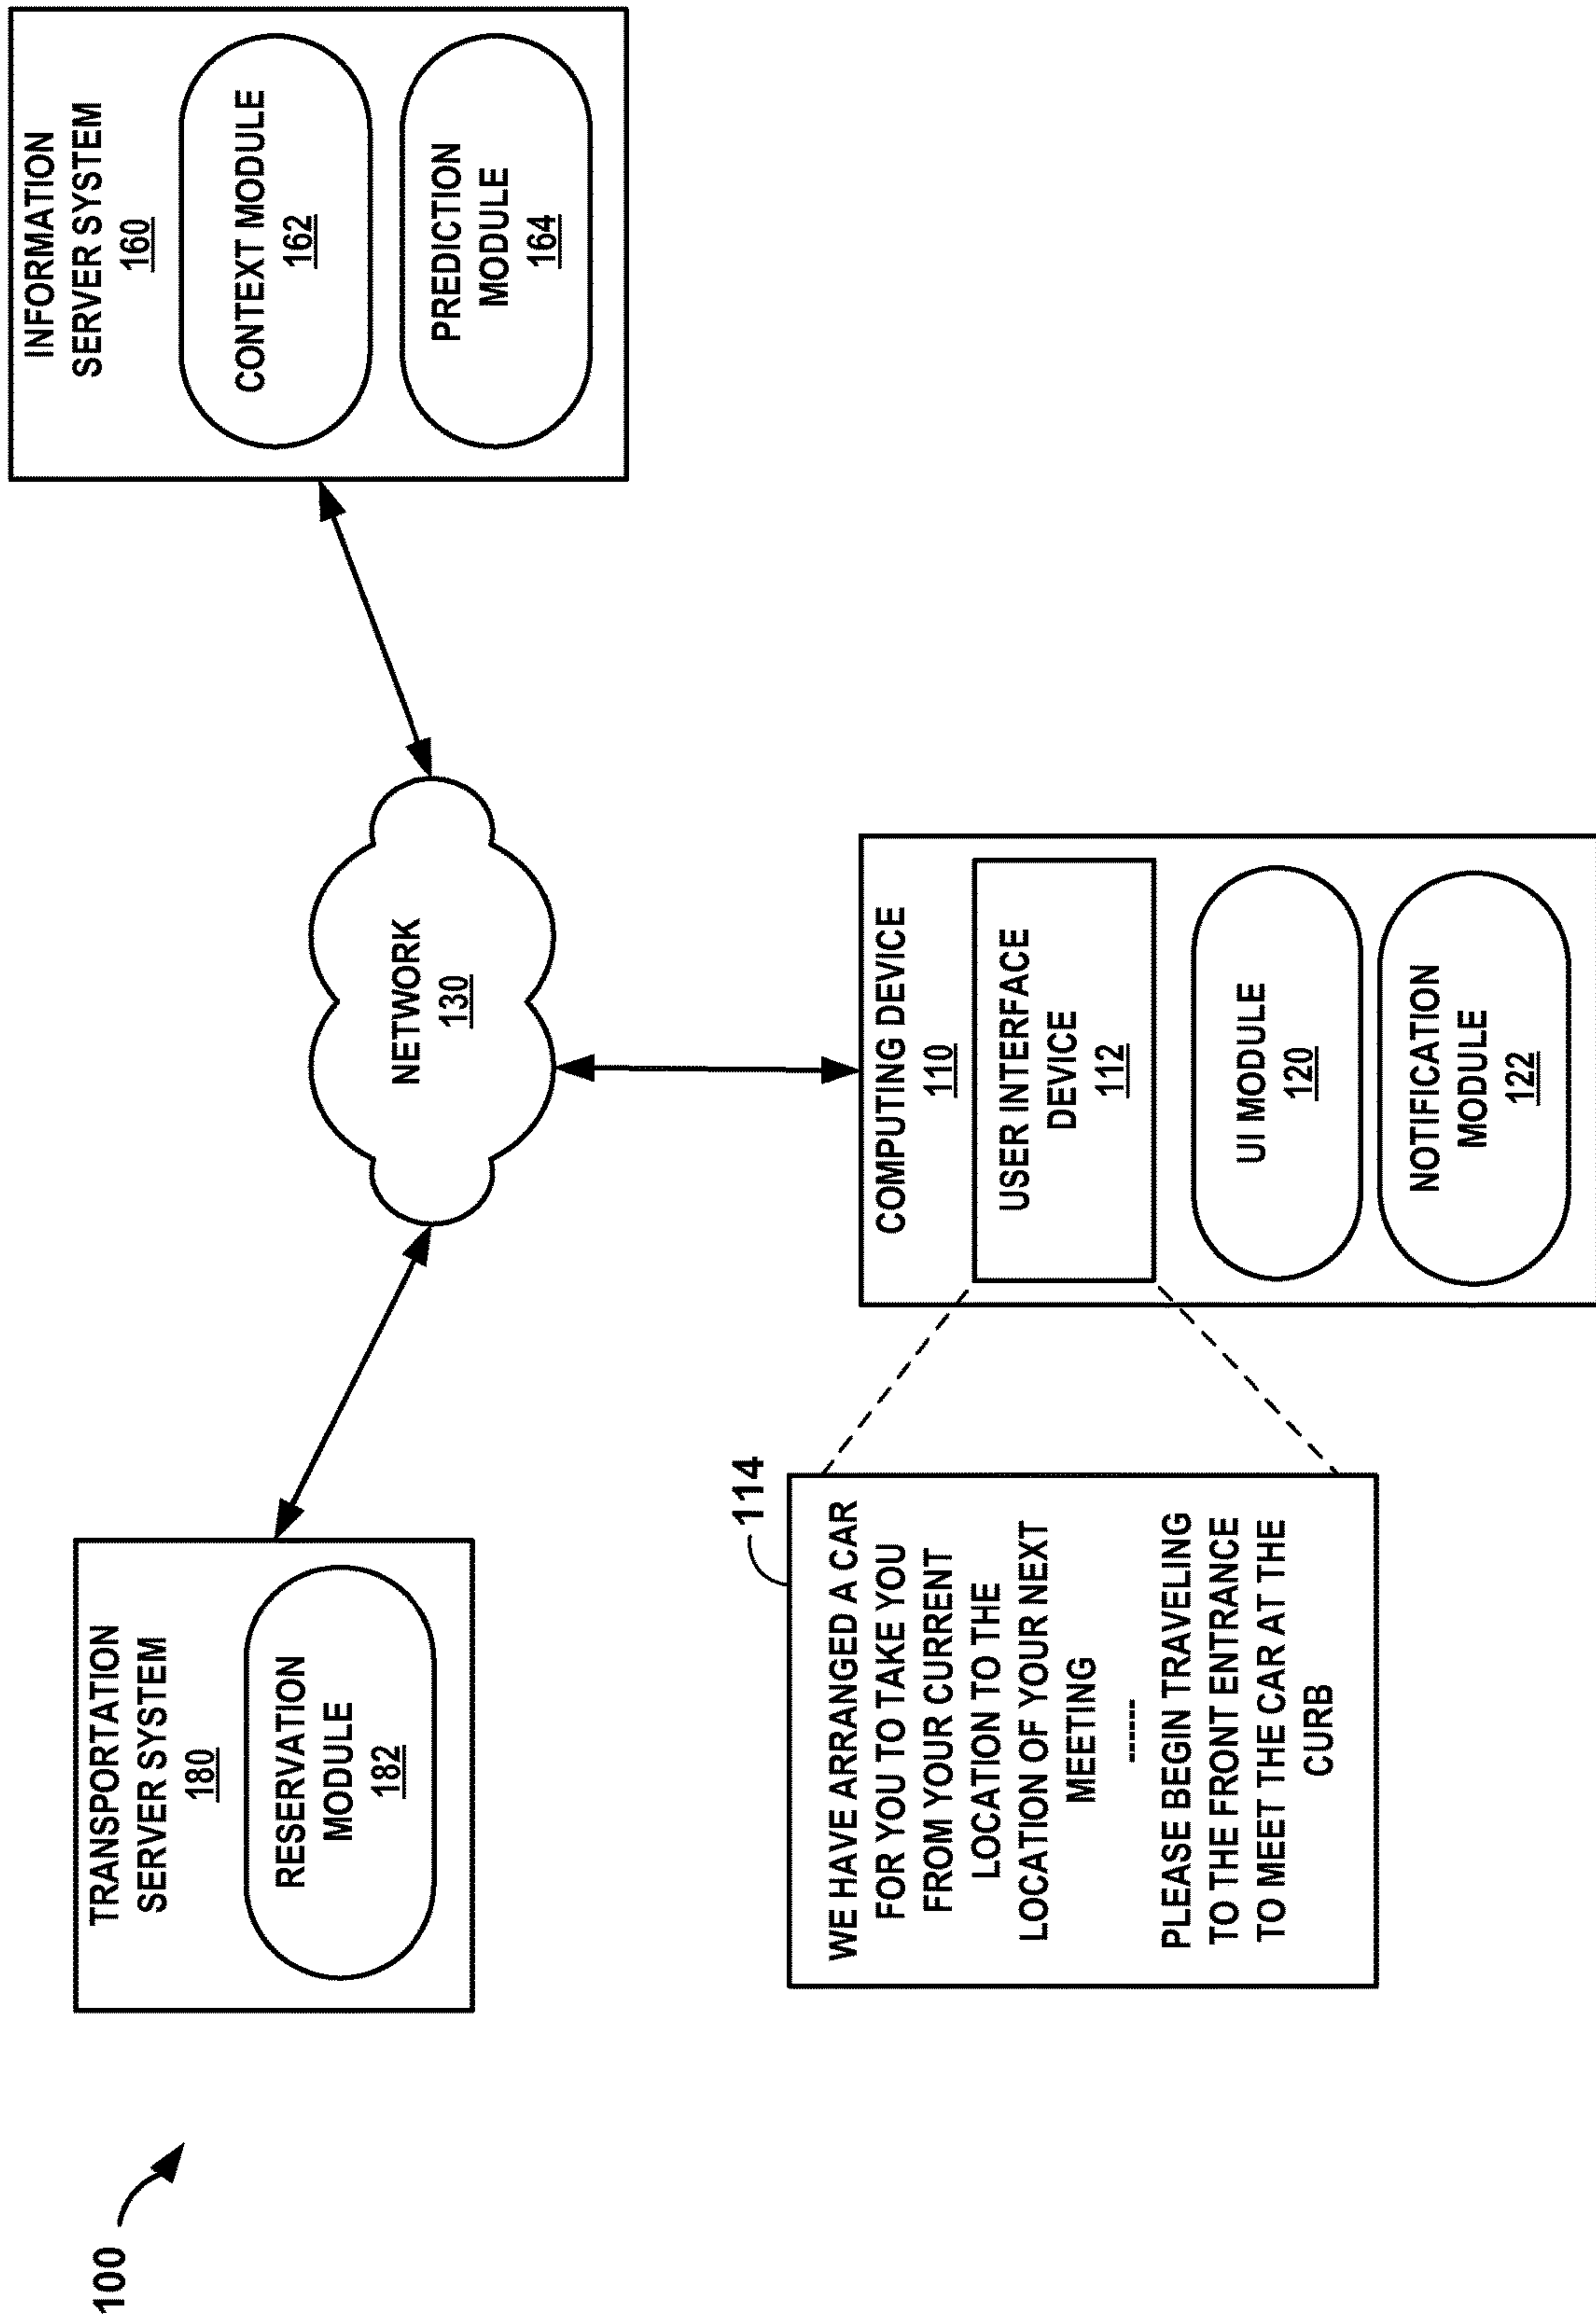 100
TRANSPORTATION
SERVER SYSTEM
180
RESERVATION
MODULE
182
NETWORK
130
INFORMATION
SERVER SYSTEM
160
CONTEXT MODULE
162
PREDICTION
MODULE
164
114
WE HAVE ARRANGED A CAR
FOR YOU TO TAKE YOU
FROM YOUR CURRENT
LOCATION TO THE
LOCATION OF YOUR NEXT
MEETING
------
PLEASE BEGIN TRAVELING
TO THE FRONT ENTRANCE
TO MEET THE CAR AT THE
CURB
COMPUTING DEVICE
110
USER INTERFACE
DEVICE
112
UI MODULE
120
NOTIFICATION
MODULE
122